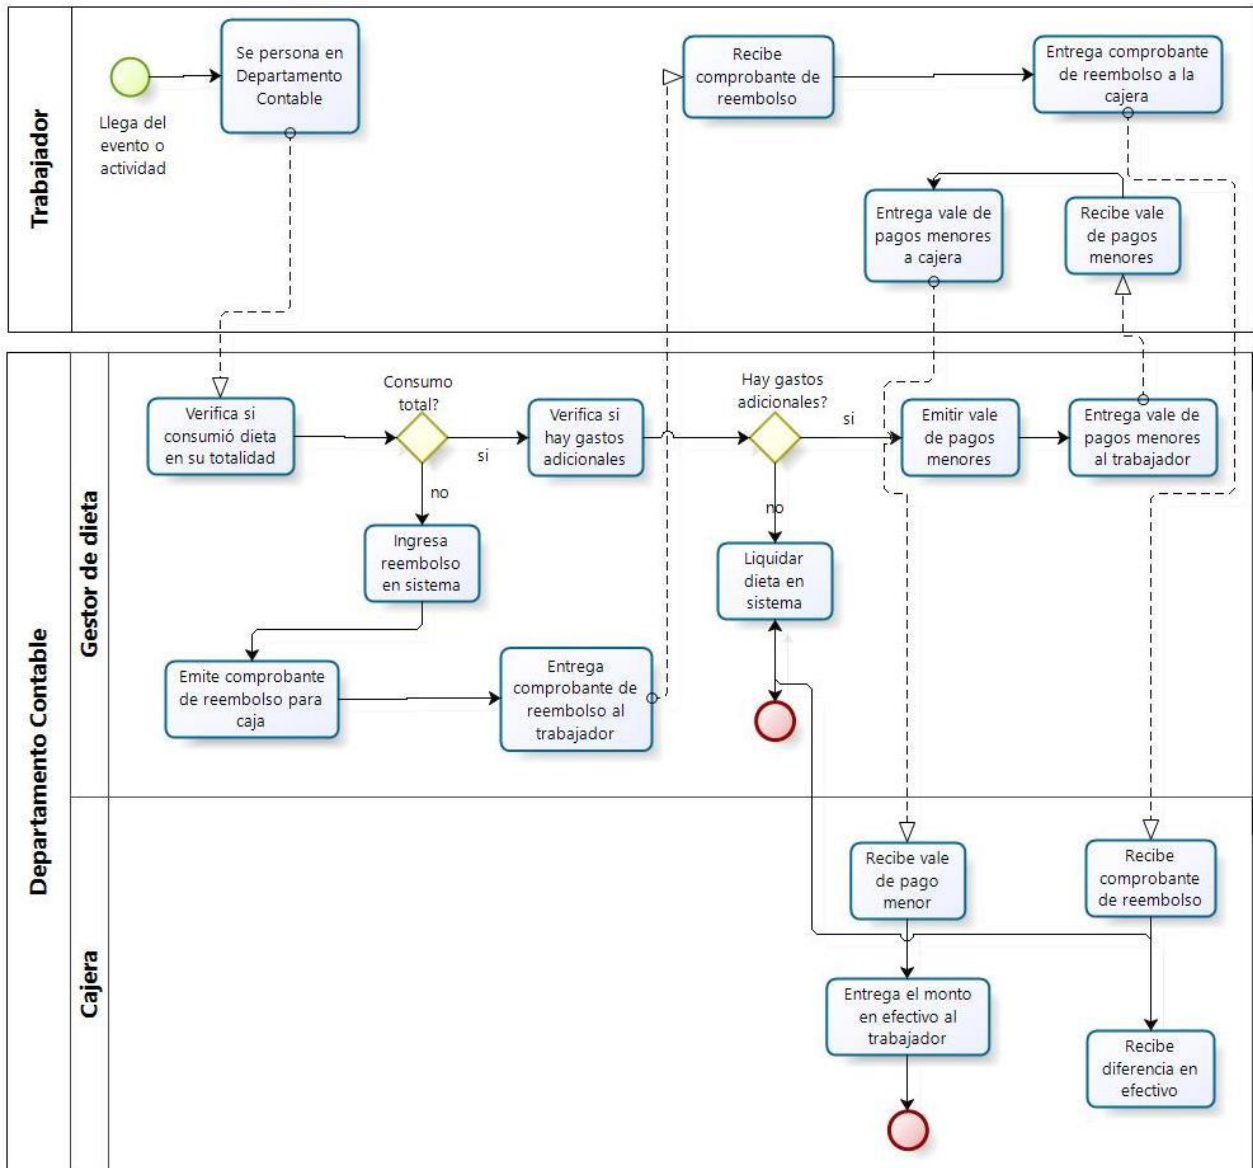 Trabajador
Llega del
evento o
actividad
Se persona en
Departamento
Contable
Recibe
comprobante de
reembolso
Entrega comprobante
de reembolso a la
cajera
Entrega vale de
pagos menores
a cajera
Recibe vale
de pagos
menores
Departamento Contable
Gestor de dieta
Verifica si
consumió dieta
en su totalidad
Consumo
total?
si
no
Verifica si
hay gastos
adicionales
Hay gastos
adicionales?
si
no
Emitir vale
de pagos
menores
Entrega vale de
pagos menores
al trabajador
Ingresa
reembolso
en sistema
Liquidar
dieta en
sistema
Emite comprobante
de reembolso para
caja
Entrega
comprobante de
reembolso al
trabajador
Cajera
Recibe vale
de pago
menor
Recibe
comprobante
de reembolso
Entrega el monto
en efectivo al
trabajador
Recibe
diferencia en
efectivo